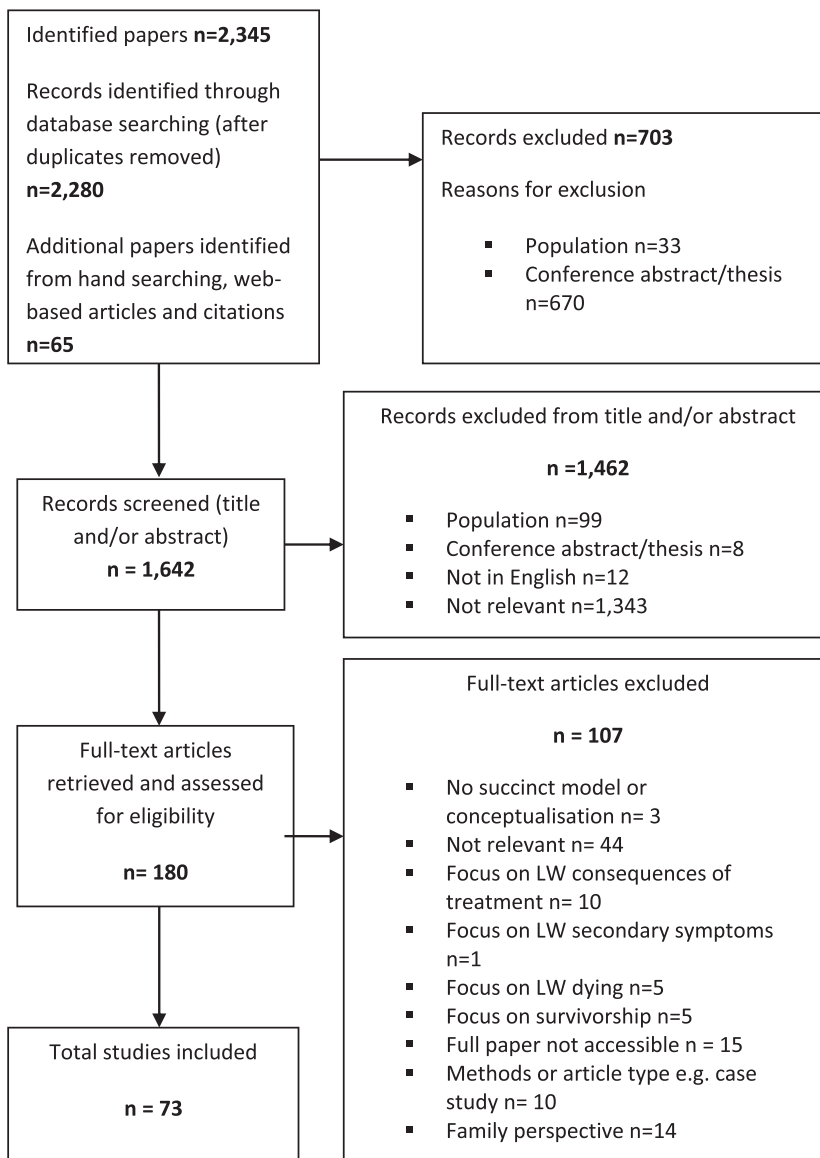 Identified papers n=2,345
Records identified through
database searching (after
duplicates removed)
n=2,280
Additional papers identified
from hand searching, web-
based articles and citations
n=65
Records excluded n=703
Reasons for exclusion
▪ Population n=33
▪ Conference abstract/thesis
n=670
Records screened (title
and/or abstract)
n = 1,642
Records excluded from title and/or abstract
n =1,462
▪ Population n=99
▪ Conference abstract/thesis n=8
▪ Not in English n=12
▪ Not relevant n=1,343
Full-text articles
retrieved and assessed
for eligibility
n= 180
Full-text articles excluded
n = 107
▪ No succinct model or
conceptualisation n= 3
▪ Not relevant n= 44
▪ Focus on LW consequences of
treatment n= 10
▪ Focus on LW secondary symptoms
n=1
▪ Focus on LW dying n=5
▪ Focus on survivorship n=5
▪ Full paper not accessible n = 15
▪ Methods or article type e.g. case
study n= 10
▪ Family perspective n=14
Total studies included
n = 73